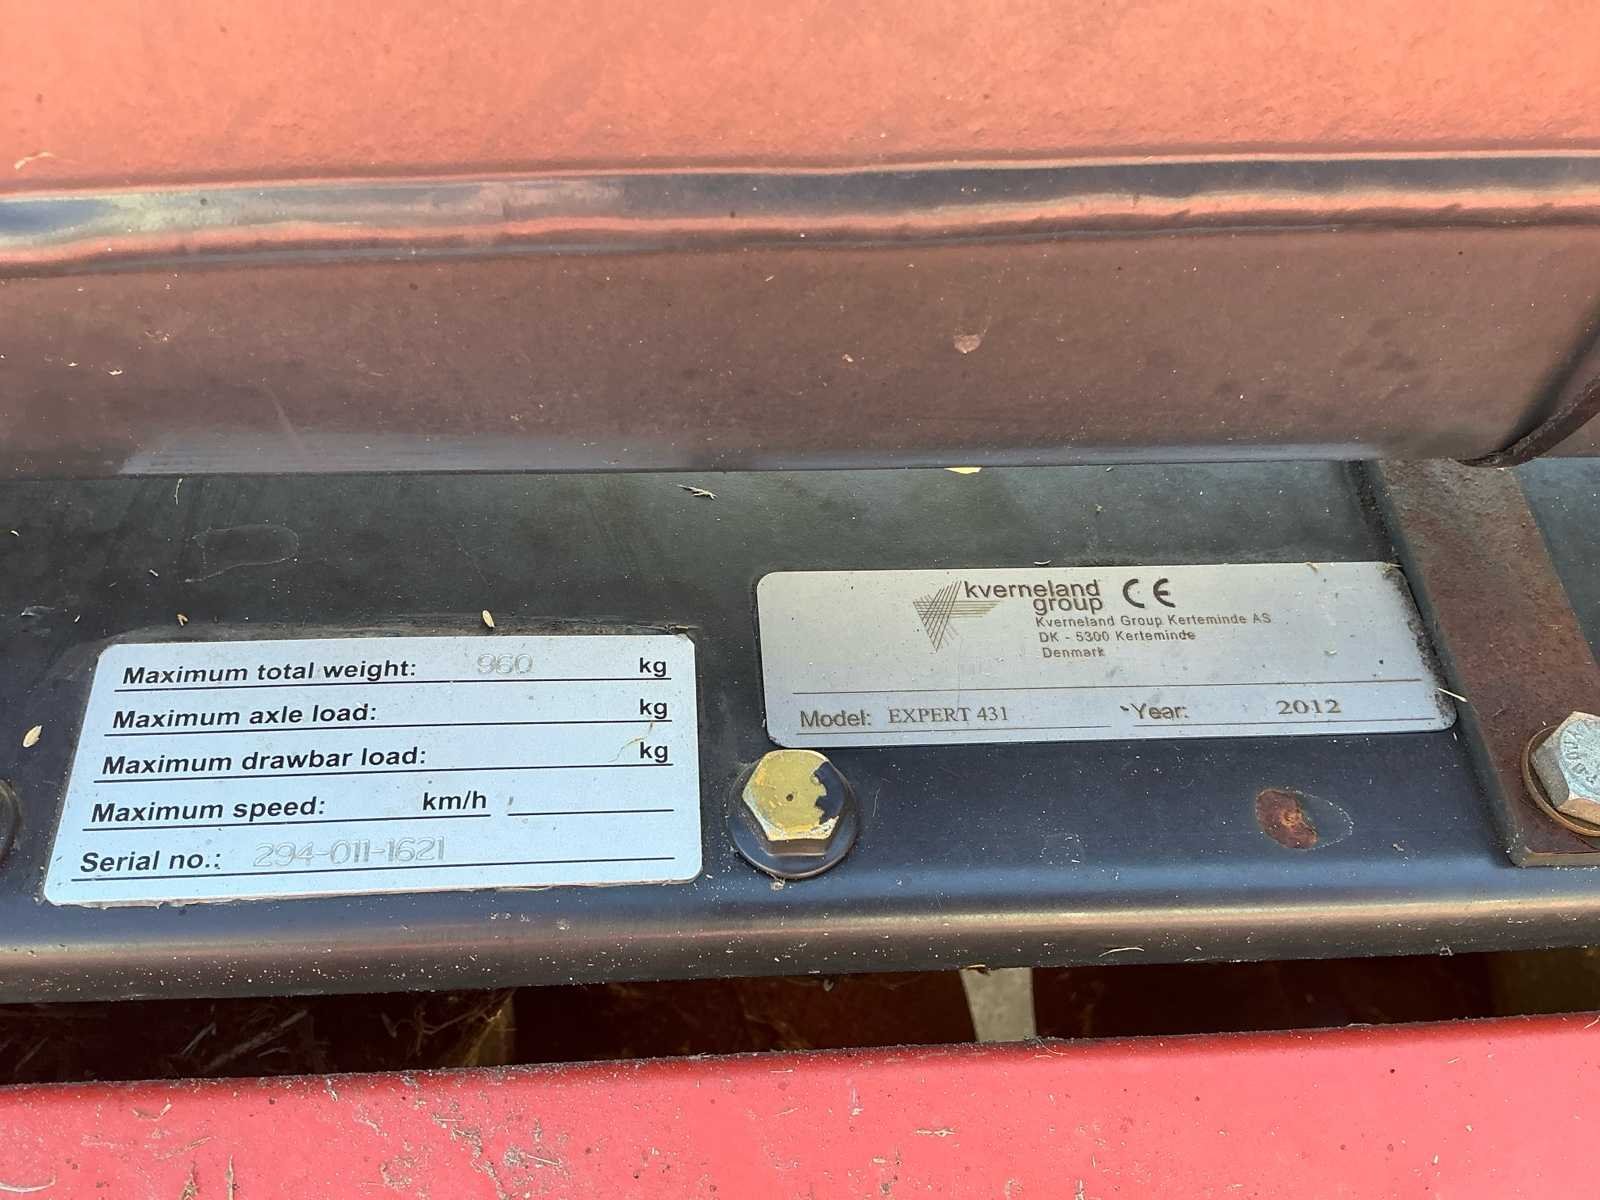 Maximum total weight: 960 kg
Maximum axle load: kg
Maximum drawbar load: kg
Maximum speed: km/h
Serial no.: 294-011-1621
kverneland
group
CE
Kverneland Group Kerteminde AS
DK - 5300 Kerteminde
Denmark
Model: EXPERT 431 Year: 2012